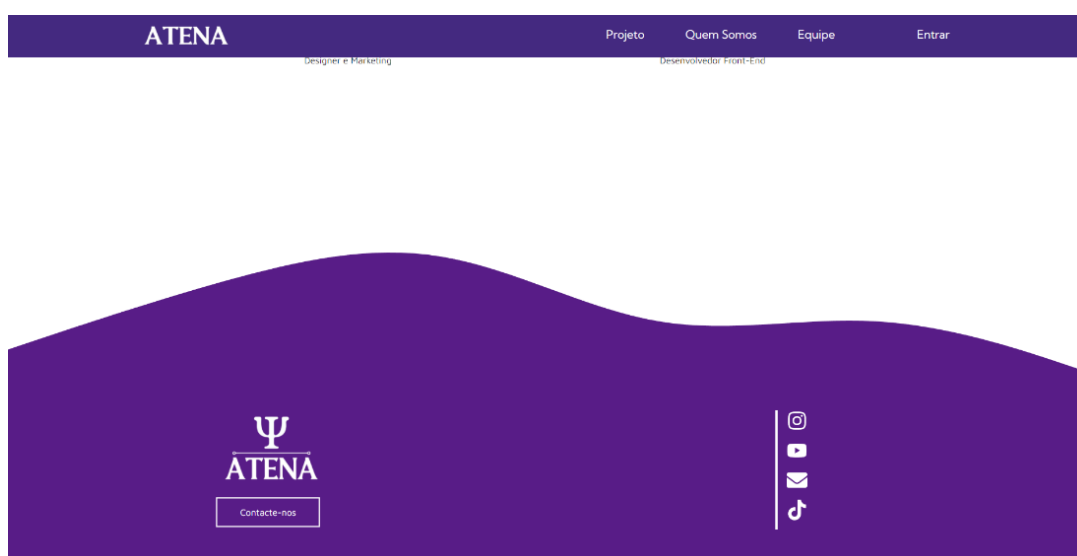 ATENA Projeto Quem Somos Equipe Entrar
Designer e Marketing Desenvolvedor Front-End
Ψ
ATENA
Contacte-nos